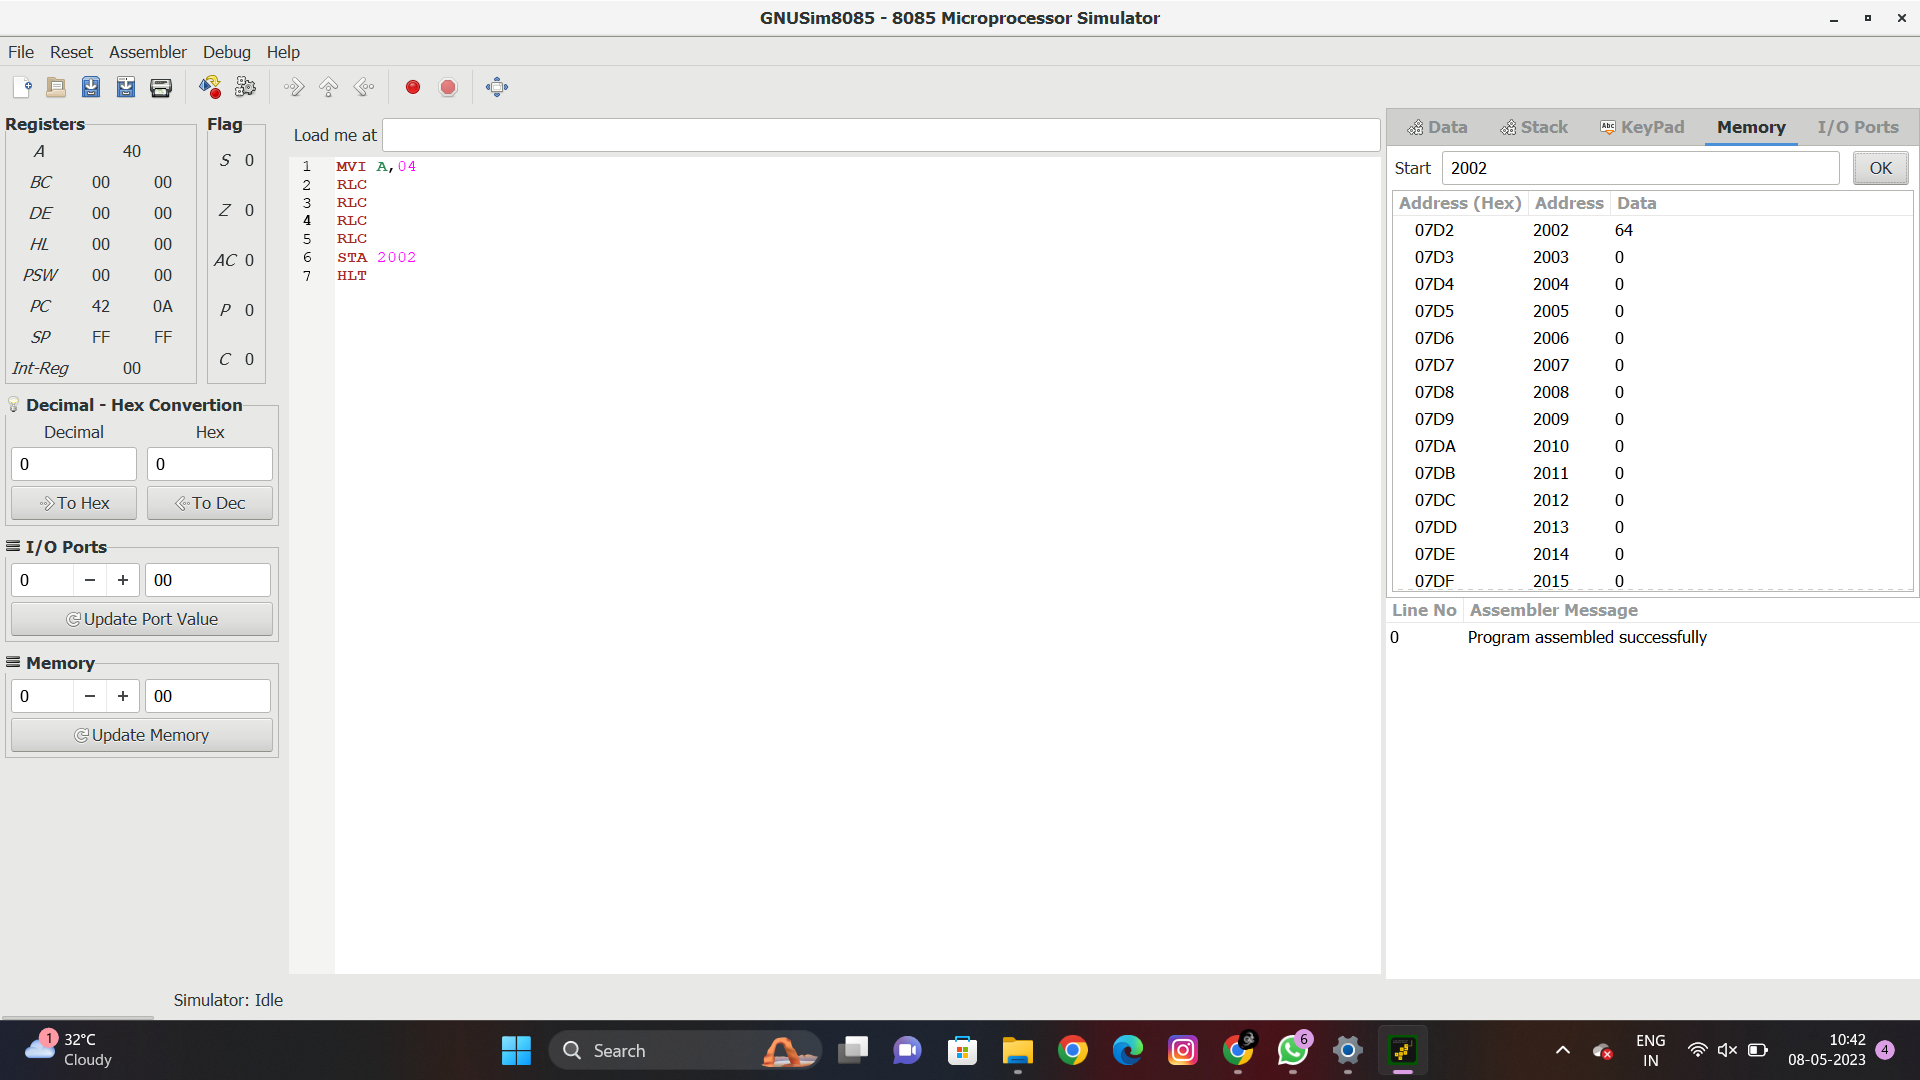 GNUSim8085 - 8085 Microprocessor Simulator
File Reset Assembler Debug Help
Registers
A 40
BC 00 00
DE 00 00
HL 00 00
PSW 00 00
PC 42 0A
SP FF FF
Int-Reg 00
Flag
S 0
Z 0
AC 0
P 0
C 0
Decimal - Hex Convertion
Decimal Hex
0 0
To Hex To Dec
I/O Ports
0 − + 00
Update Port Value
Memory
0 − + 00
Update Memory
Load me at
1 MVI A,04
2 RLC
3 RLC
4 RLC
5 RLC
6 STA 2002
7 HLT
Data Stack Abc KeyPad Memory I/O Ports
Start 2002 OK
Address (Hex) Address Data
07D2 2002 64
07D3 2003 0
07D4 2004 0
07D5 2005 0
07D6 2006 0
07D7 2007 0
07D8 2008 0
07D9 2009 0
07DA 2010 0
07DB 2011 0
07DC 2012 0
07DD 2013 0
07DE 2014 0
07DF 2015 0
Line No Assembler Message
0 Program assembled successfully
Simulator: Idle
1 32°C
Cloudy
Search
6
ENG
IN
10:42
08-05-2023
4